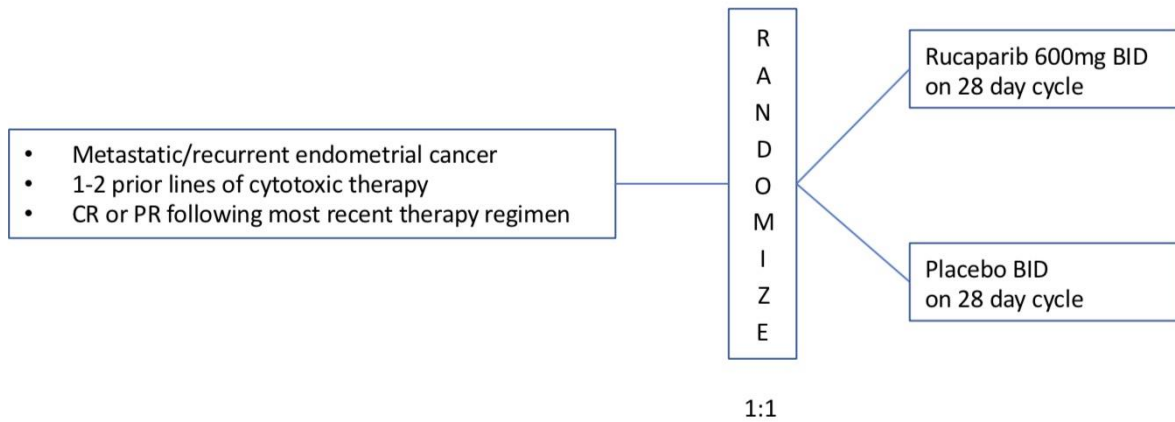 • Metastatic/recurrent endometrial cancer
• 1-2 prior lines of cytotoxic therapy
• CR or PR following most recent therapy regimen
R
A
N
D
O
M
I
Z
E
1:1
Rucaparib 600mg BID
on 28 day cycle
Placebo BID
on 28 day cycle